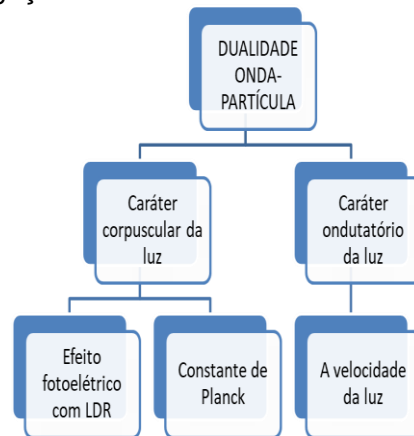 DUALIDADE
ONDA-
PARTÍCULA
Caráter
corpuscular da
luz
Caráter
ondutatório
da luz
Efeito
fotoelétrico
com LDR
Constante de
Planck
A velocidade
da luz